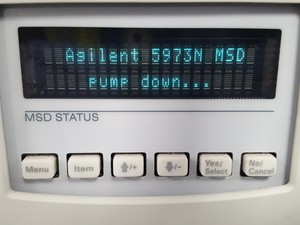 Agilent 5973N MSD
Pump down...
MSD STATUS
Menu
Item
⇧/+
⇩/−
Yes/
Select
No/
Cancel